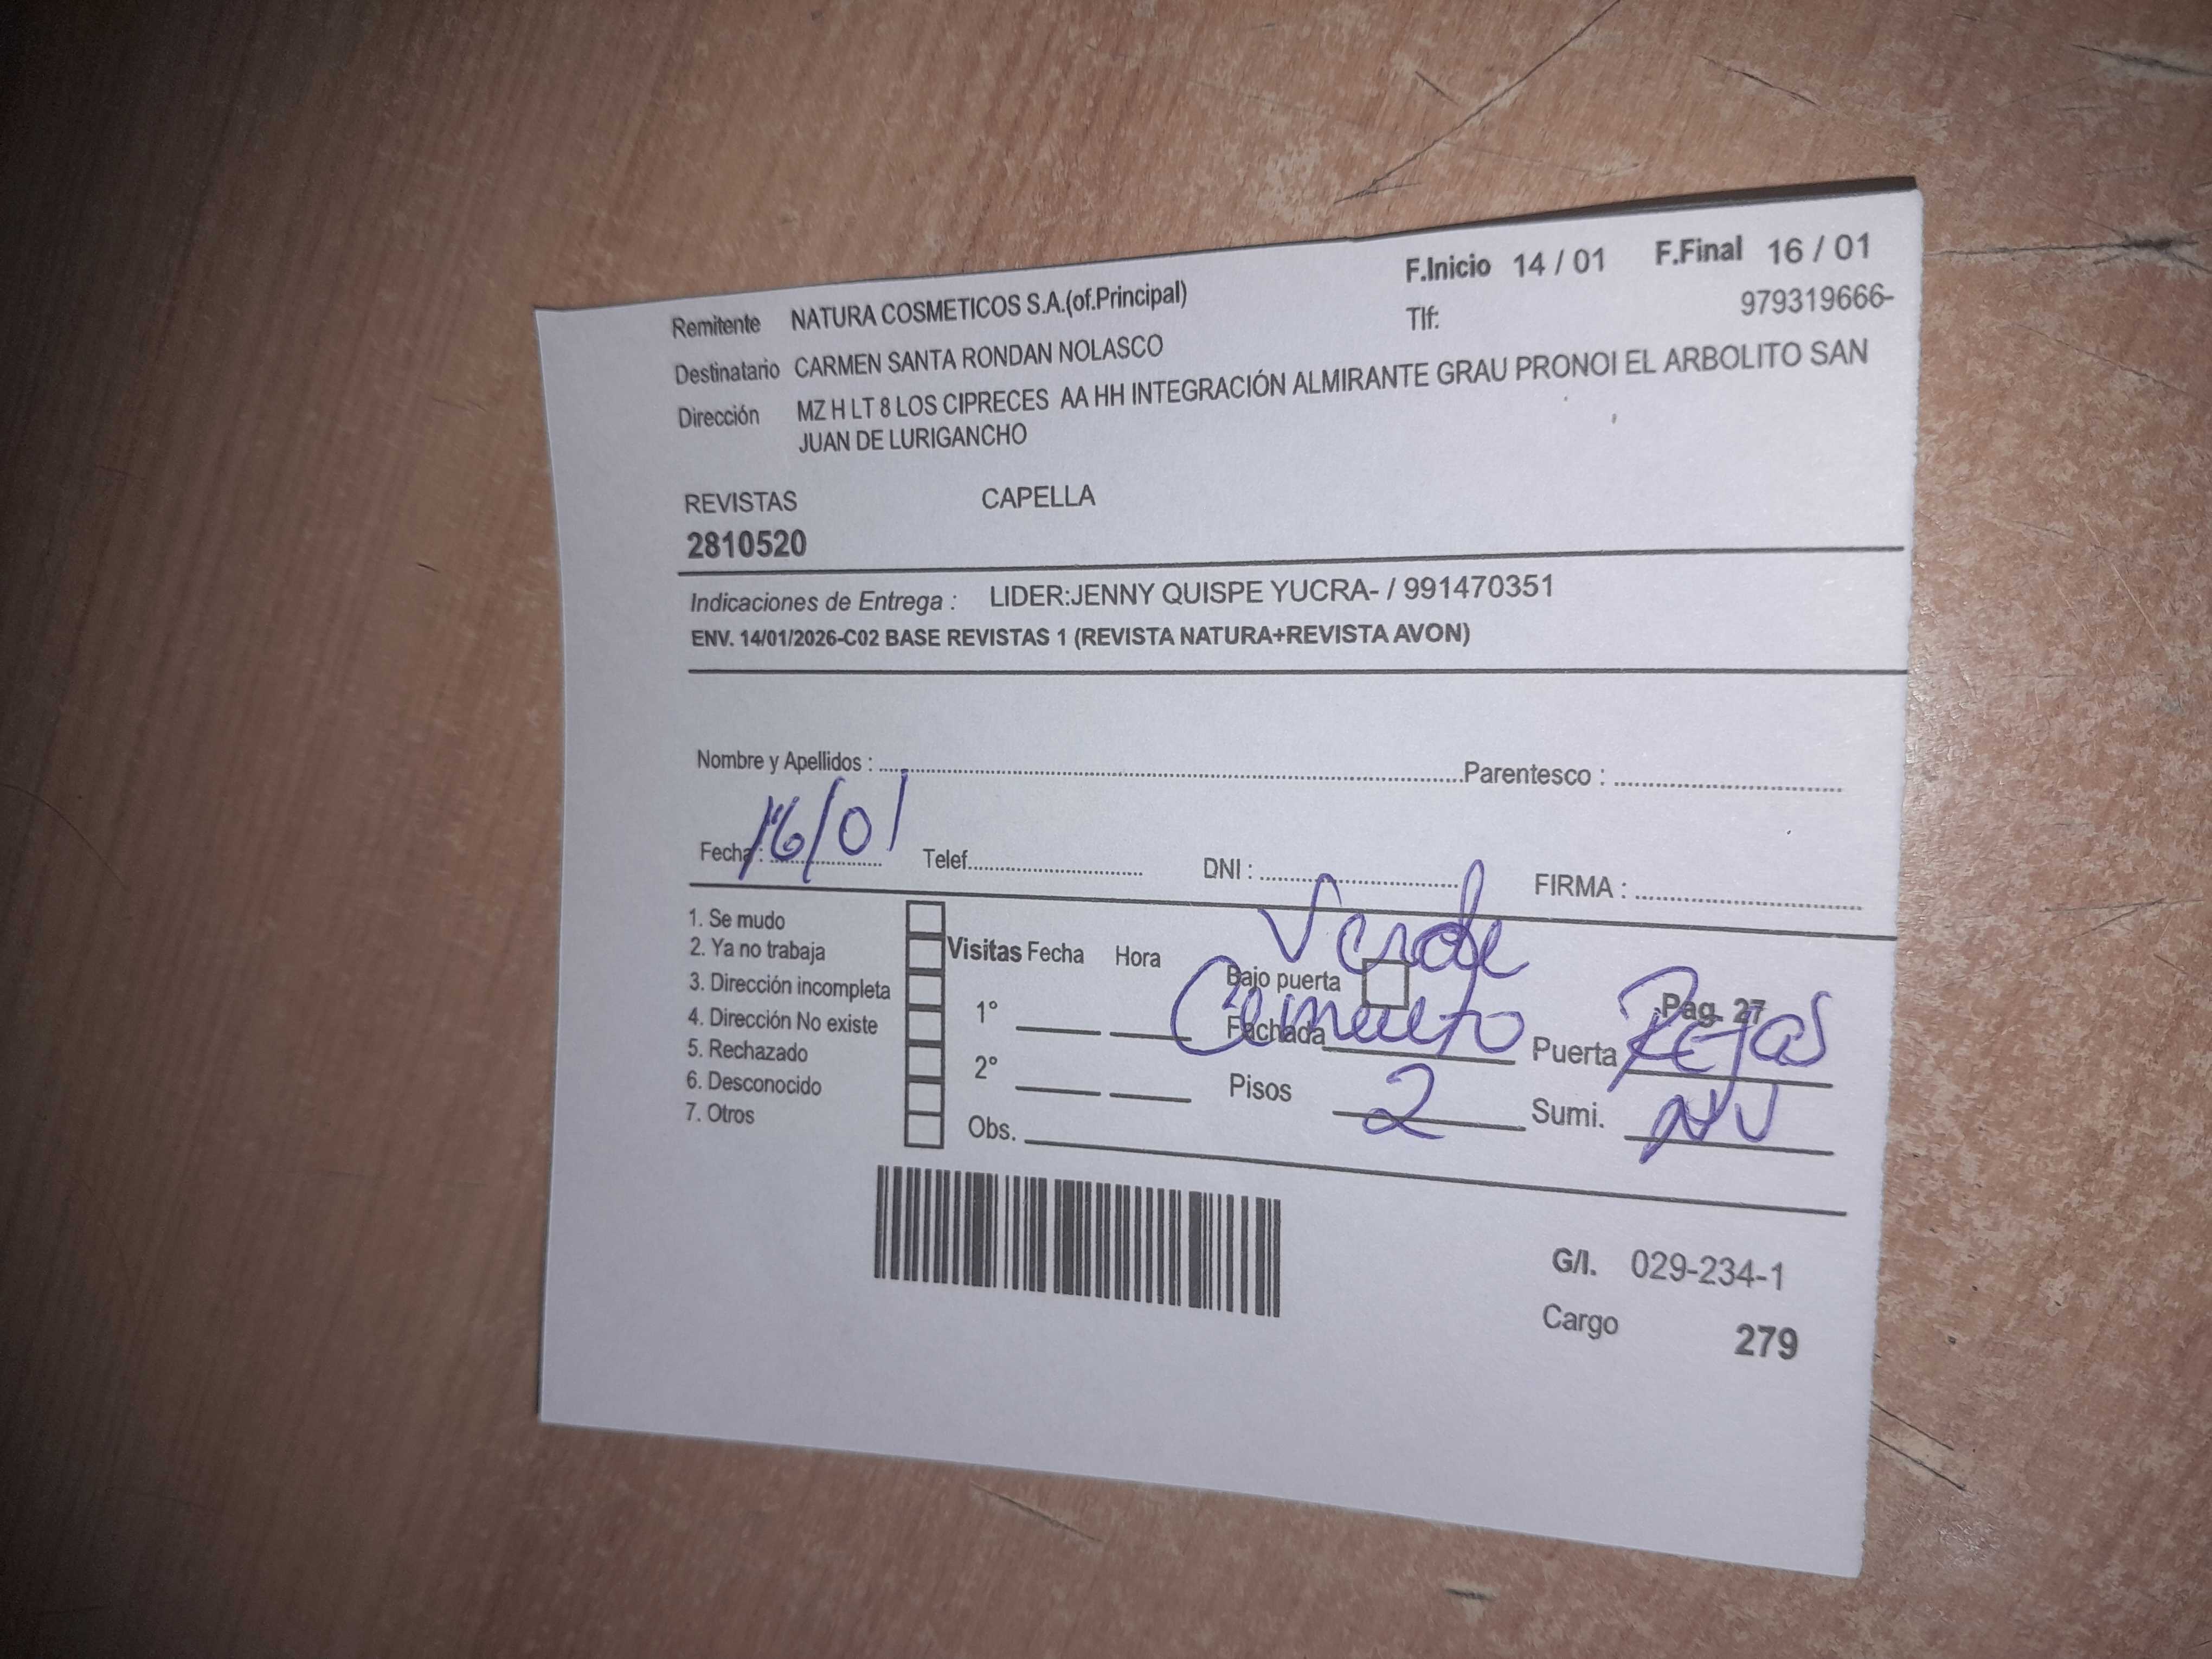 F.Inicio 14 / 01 F.Final 16 / 01
Remitente NATURA COSMETICOS S.A.(of.Principal) Tlf: 979319666-
Destinatario CARMEN SANTA RONDAN NOLASCO
Dirección MZ H LT 8 LOS CIPRECES AA HH INTEGRACIÓN ALMIRANTE GRAU PRONOI EL ARBOLITO SAN
JUAN DE LURIGANCHO
REVISTAS CAPELLA
2810520
Indicaciones de Entrega : LIDER:JENNY QUISPE YUCRA- / 991470351
ENV. 14/01/2026-C02 BASE REVISTAS 1 (REVISTA NATURA+REVISTA AVON)
Nombre y Apellidos : Parentesco :
Fecha : 16/01 Telef. DNI : FIRMA :
1. Se mudo
2. Ya no trabaja Visitas Fecha Hora Verde
3. Dirección incompleta Bajo puerta Pag. 27
4. Dirección No existe 1° Fachada Cemento Puerta Rejas
5. Rechazado
6. Desconocido 2° Pisos 2 Sumi.
7. Otros Obs.
G/I. 029-234-1
Cargo 279